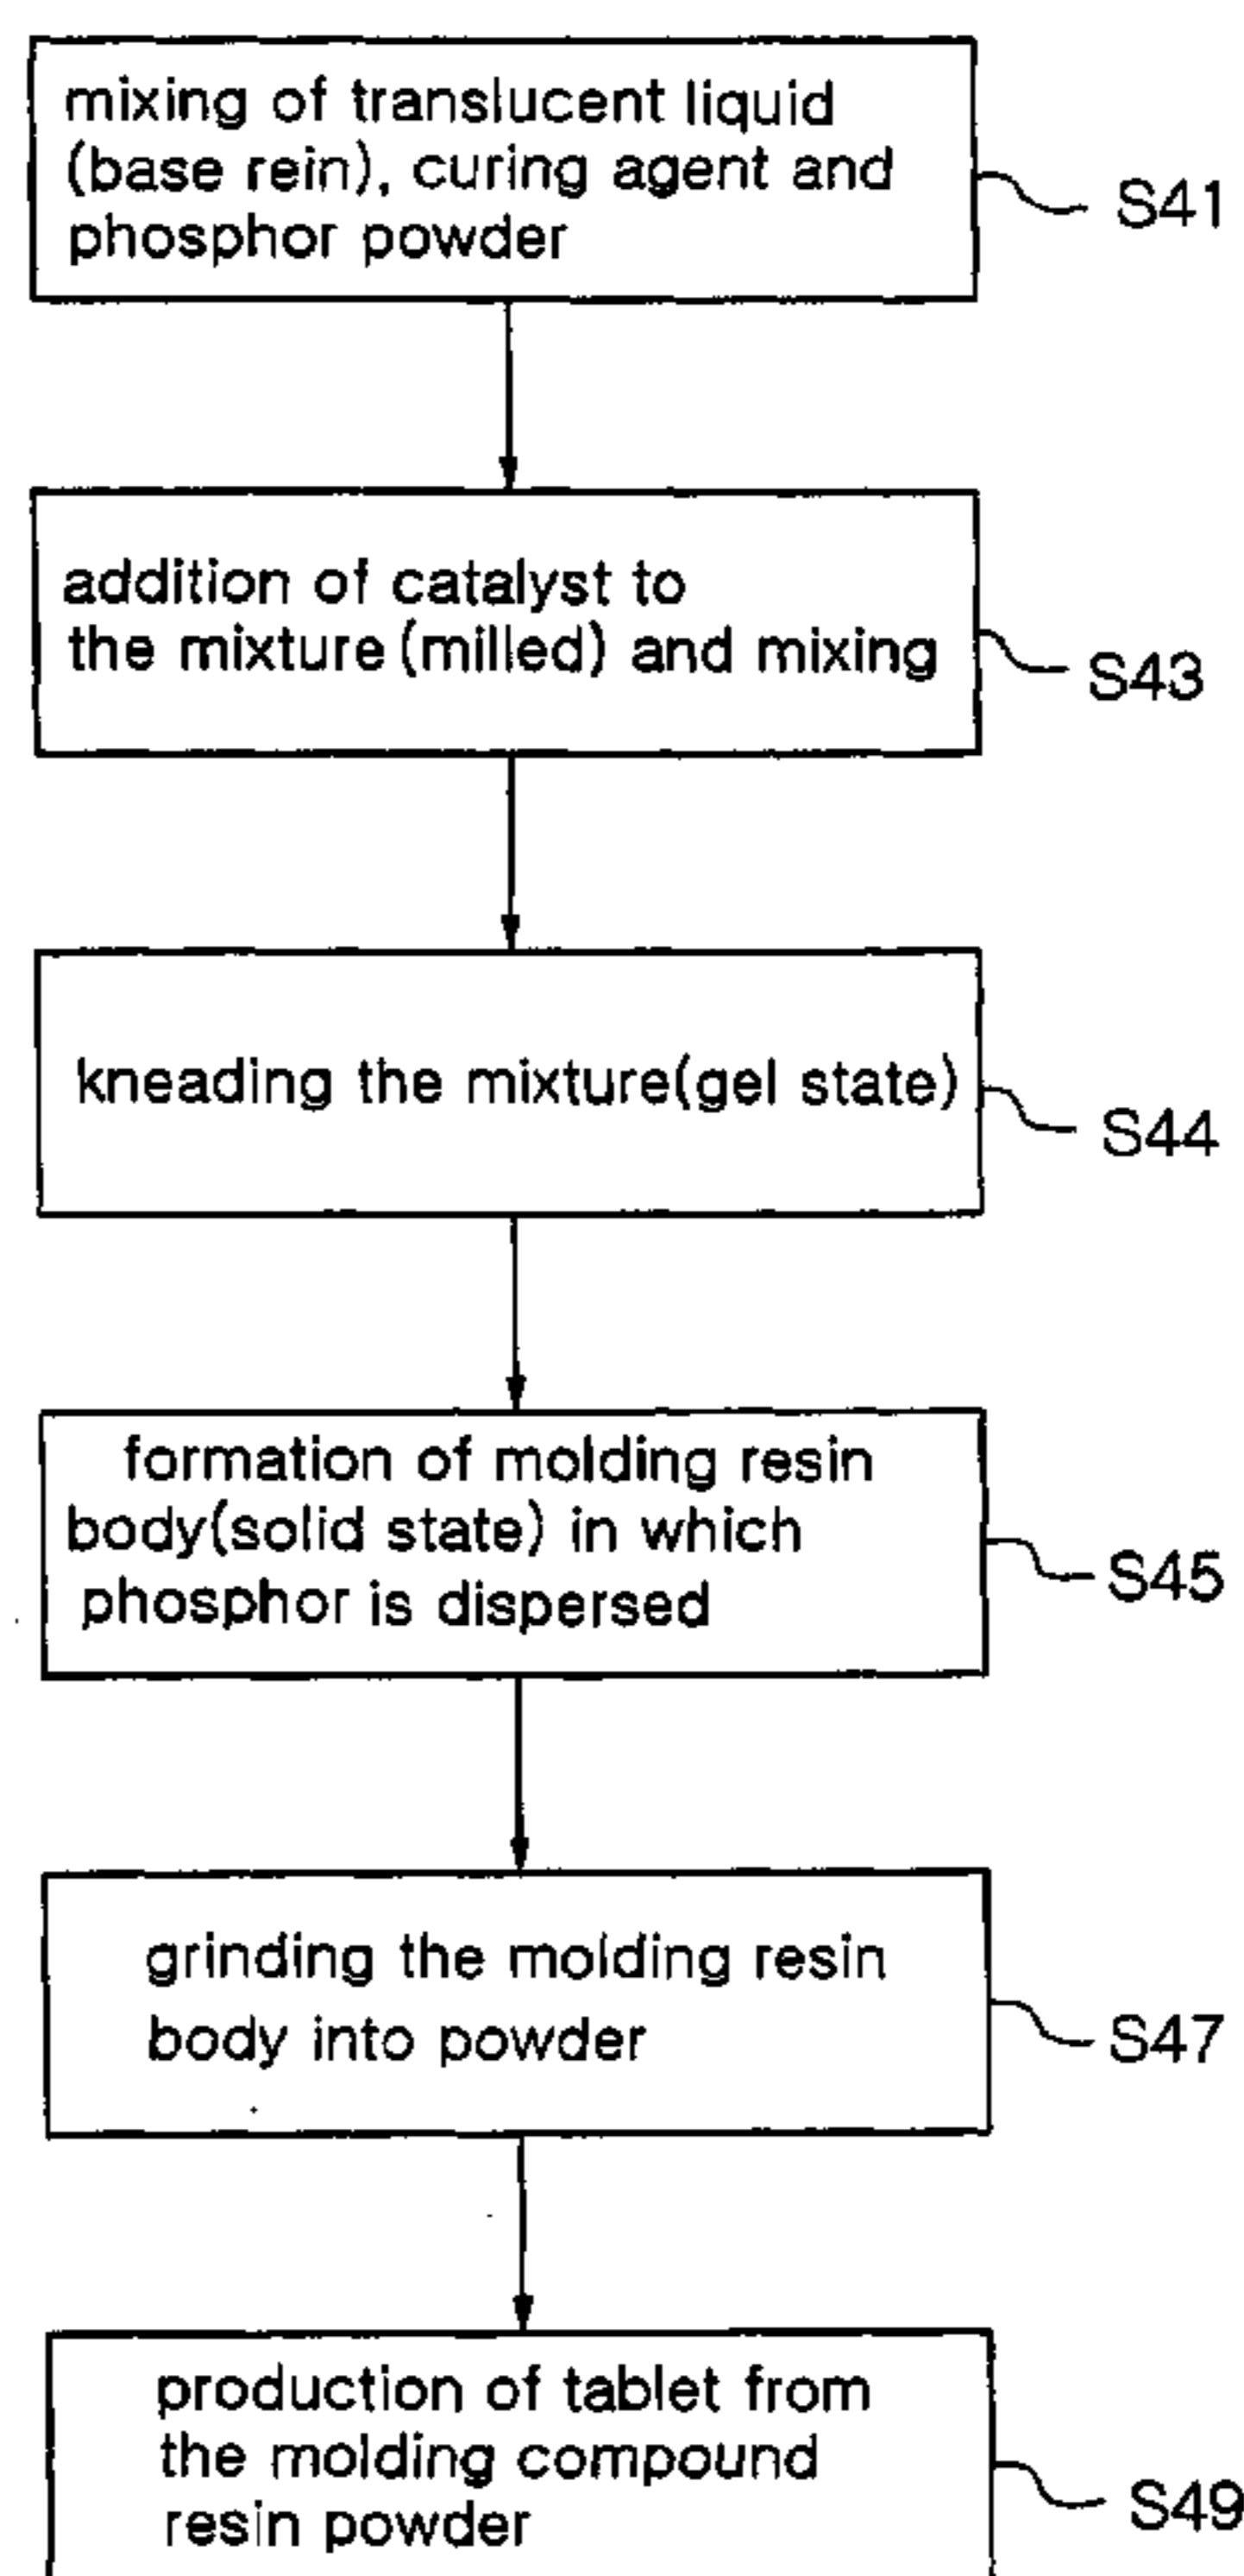 mixing of translucent liquid
(base rein), curing agent and
phosphor powder
S41
addition of catalyst to
the mixture (milled) and mixing
S43
kneading the mixture(gel state)
S44
formation of molding resin
body(solid state) in which
phosphor is dispersed
S45
grinding the molding resin
body into powder
S47
production of tablet from
the molding compound
resin powder
S49